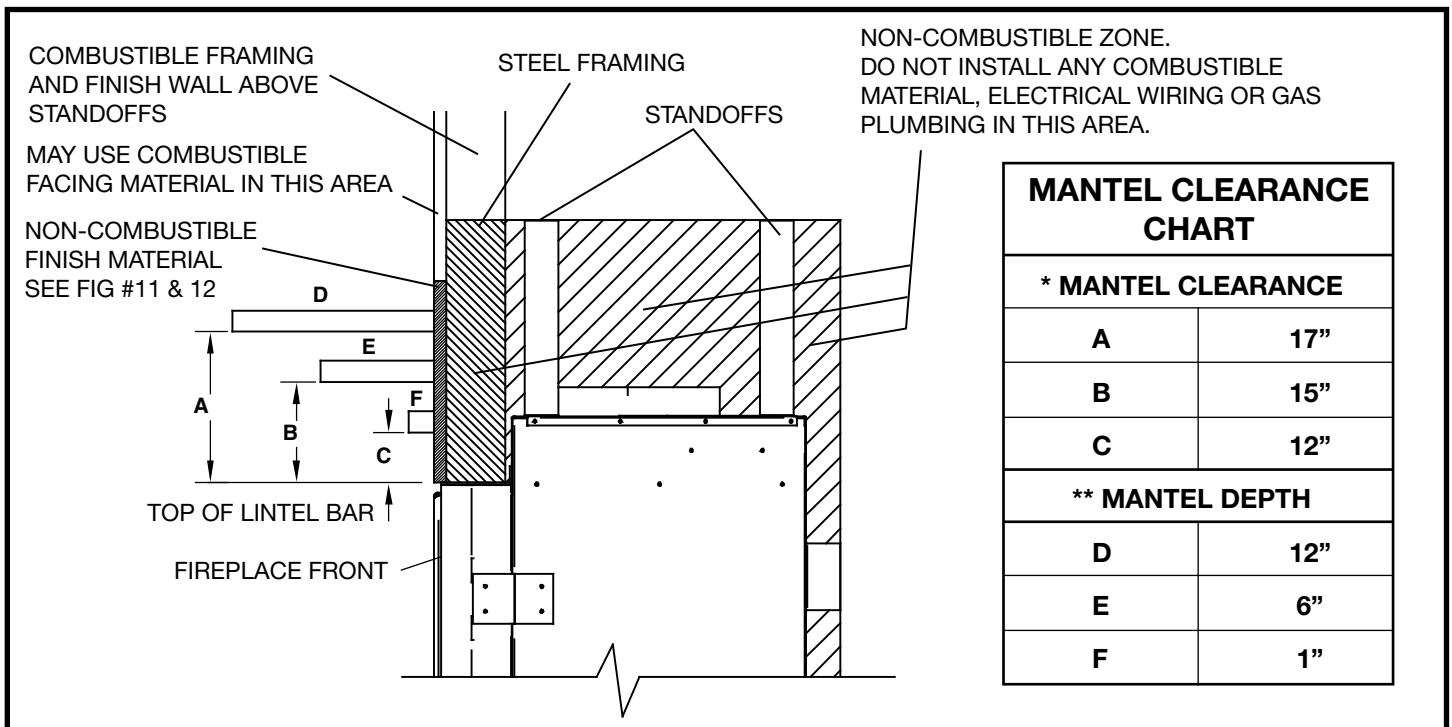 COMBUSTIBLE FRAMING
AND FINISH WALL ABOVE
STANDOFFS
MAY USE COMBUSTIBLE
FACING MATERIAL IN THIS AREA
NON-COMBUSTIBLE
FINISH MATERIAL
SEE FIG #11 & 12
STEEL FRAMING
STANDOFFS
NON-COMBUSTIBLE ZONE.
DO NOT INSTALL ANY COMBUSTIBLE
MATERIAL, ELECTRICAL WIRING OR GAS
PLUMBING IN THIS AREA.
D
E
F
A
B
C
TOP OF LINTEL BAR
FIREPLACE FRONT
MANTEL CLEARANCE
CHART
* MANTEL CLEARANCE
A 17”
B 15”
C 12”
** MANTEL DEPTH
D 12”
E 6”
F 1”